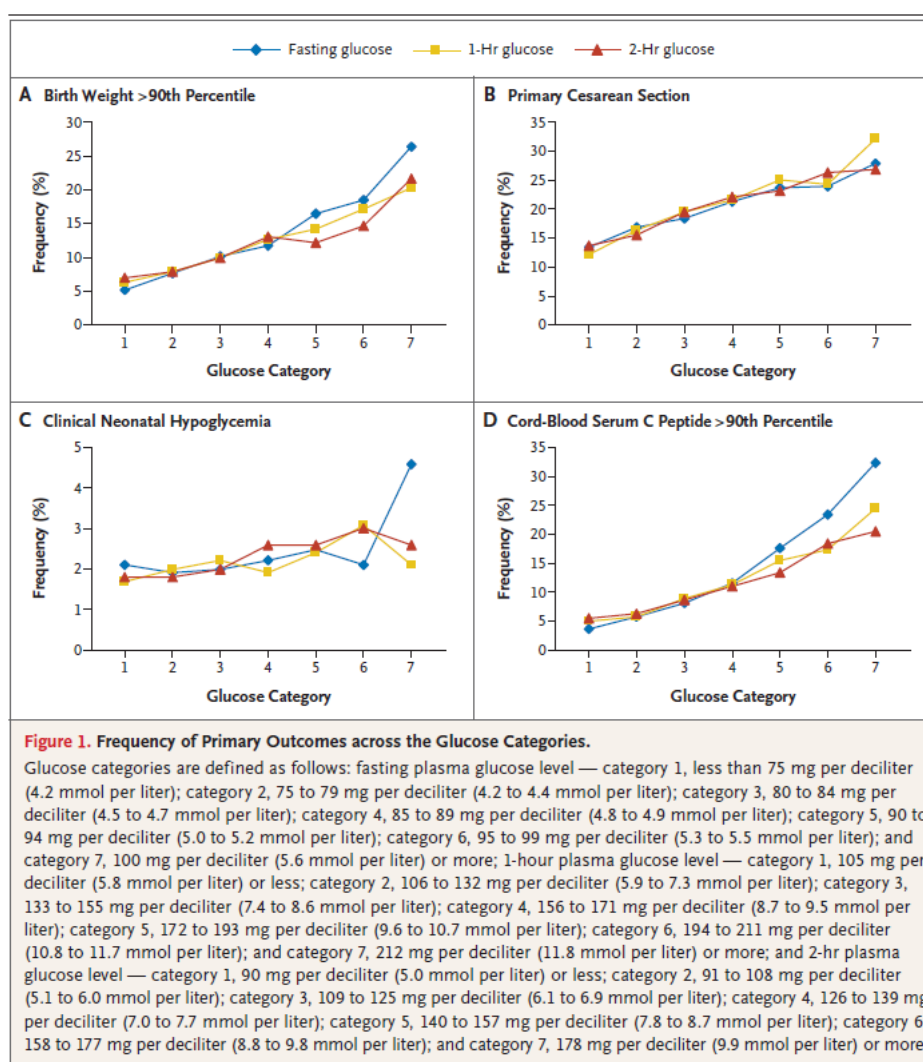 Fasting glucose 1-Hr glucose 2-Hr glucose
A Birth Weight >90th Percentile
30
25
20
15
10
5
0
Frequency (%)
1 2 3 4 5 6 7
Glucose Category
B Primary Cesarean Section
35
30
25
20
15
10
5
0
Frequency (%)
1 2 3 4 5 6 7
Glucose Category
C Clinical Neonatal Hypoglycemia
5
4
3
2
1
0
Frequency (%)
1 2 3 4 5 6 7
Glucose Category
D Cord-Blood Serum C Peptide >90th Percentile
35
30
25
20
15
10
5
0
Frequency (%)
1 2 3 4 5 6 7
Glucose Category
Figure 1. Frequency of Primary Outcomes across the Glucose Categories.
Glucose categories are defined as follows: fasting plasma glucose level — category 1, less than 75 mg per deciliter
(4.2 mmol per liter); category 2, 75 to 79 mg per deciliter (4.2 to 4.4 mmol per liter); category 3, 80 to 84 mg per
deciliter (4.5 to 4.7 mmol per liter); category 4, 85 to 89 mg per deciliter (4.8 to 4.9 mmol per liter); category 5, 90 to
94 mg per deciliter (5.0 to 5.2 mmol per liter); category 6, 95 to 99 mg per deciliter (5.3 to 5.5 mmol per liter); and
category 7, 100 mg per deciliter (5.6 mmol per liter) or more; 1-hour plasma glucose level — category 1, 105 mg per
deciliter (5.8 mmol per liter) or less; category 2, 106 to 132 mg per deciliter (5.9 to 7.3 mmol per liter); category 3,
133 to 155 mg per deciliter (7.4 to 8.6 mmol per liter); category 4, 156 to 171 mg per deciliter (8.7 to 9.5 mmol per
liter); category 5, 172 to 193 mg per deciliter (9.6 to 10.7 mmol per liter); category 6, 194 to 211 mg per deciliter
(10.8 to 11.7 mmol per liter); and category 7, 212 mg per deciliter (11.8 mmol per liter) or more; and 2-hr plasma
glucose level — category 1, 90 mg per deciliter (5.0 mmol per liter) or less; category 2, 91 to 108 mg per deciliter
(5.1 to 6.0 mmol per liter); category 3, 109 to 125 mg per deciliter (6.1 to 6.9 mmol per liter); category 4, 126 to 139 mg
per deciliter (7.0 to 7.7 mmol per liter); category 5, 140 to 157 mg per deciliter (7.8 to 8.7 mmol per liter); category 6
158 to 177 mg per deciliter (8.8 to 9.8 mmol per liter); and category 7, 178 mg per deciliter (9.9 mmol per liter) or more